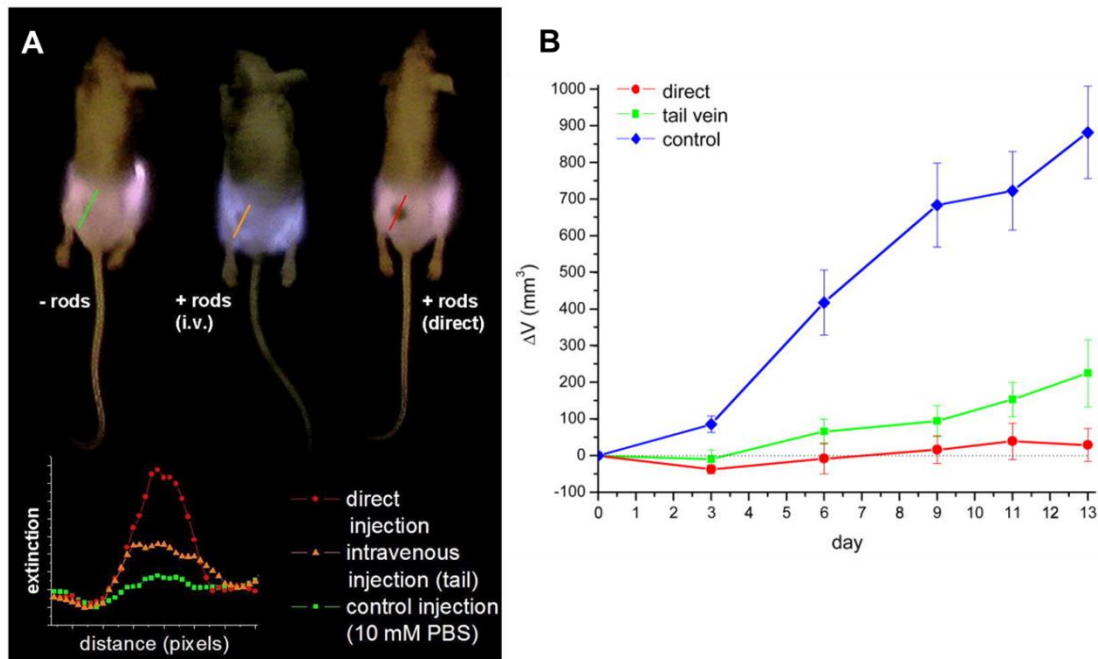 A
- rods
+ rods
(i.v.)
+ rods
(direct)
extinction
distance (pixels)
direct
injection
intravenous
injection (tail)
control injection
(10 mM PBS)
B
direct
tail vein
control
1000
900
800
700
600
500
400
300
200
100
0
-100
ΔV (mm³)
0 1 2 3 4 5 6 7 8 9 10 11 12 13
day